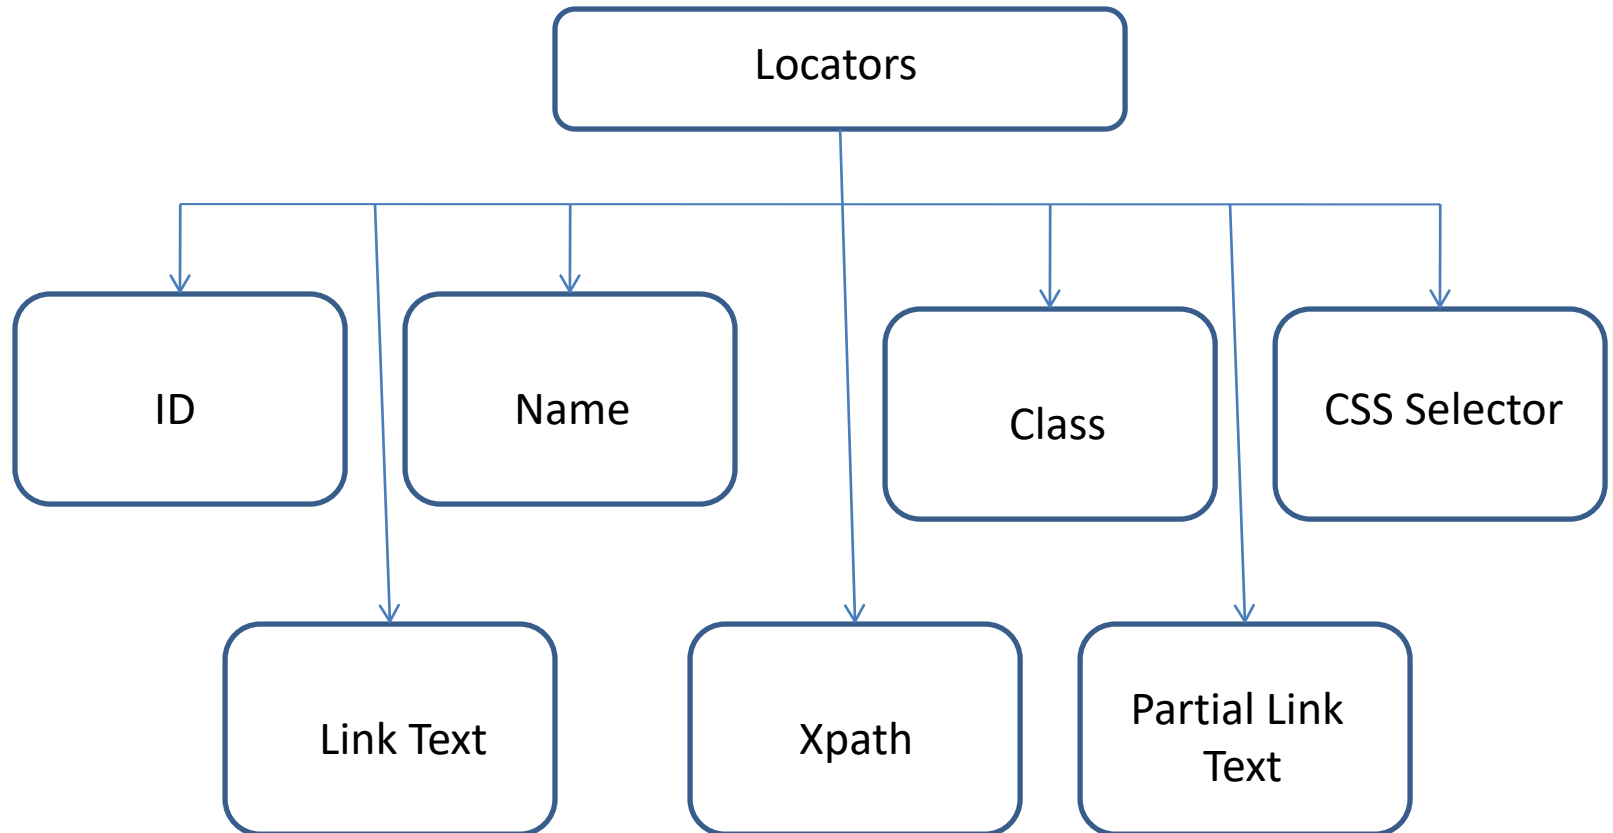 Locators
ID
Name
Class
CSS Selector
Link Text
Xpath
Partial Link
Text